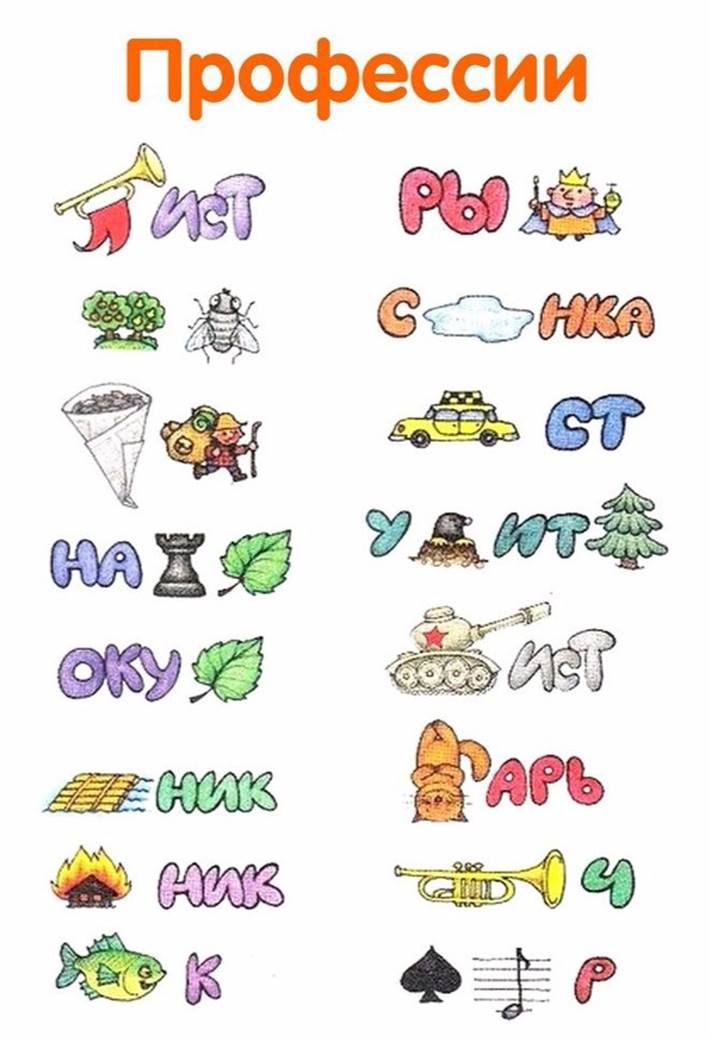 Профессии
ИСТ РЫ
С НКА
СТ
НА У ИТ
ОКУ ИСТ
НИК АРЬ
НИК Ч
К Р